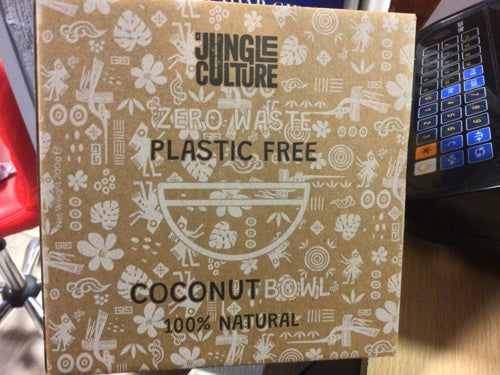 JUNGLE
CULTURE
ZERO WASTE
PLASTIC FREE
COCONUT BOWL
100% NATURAL